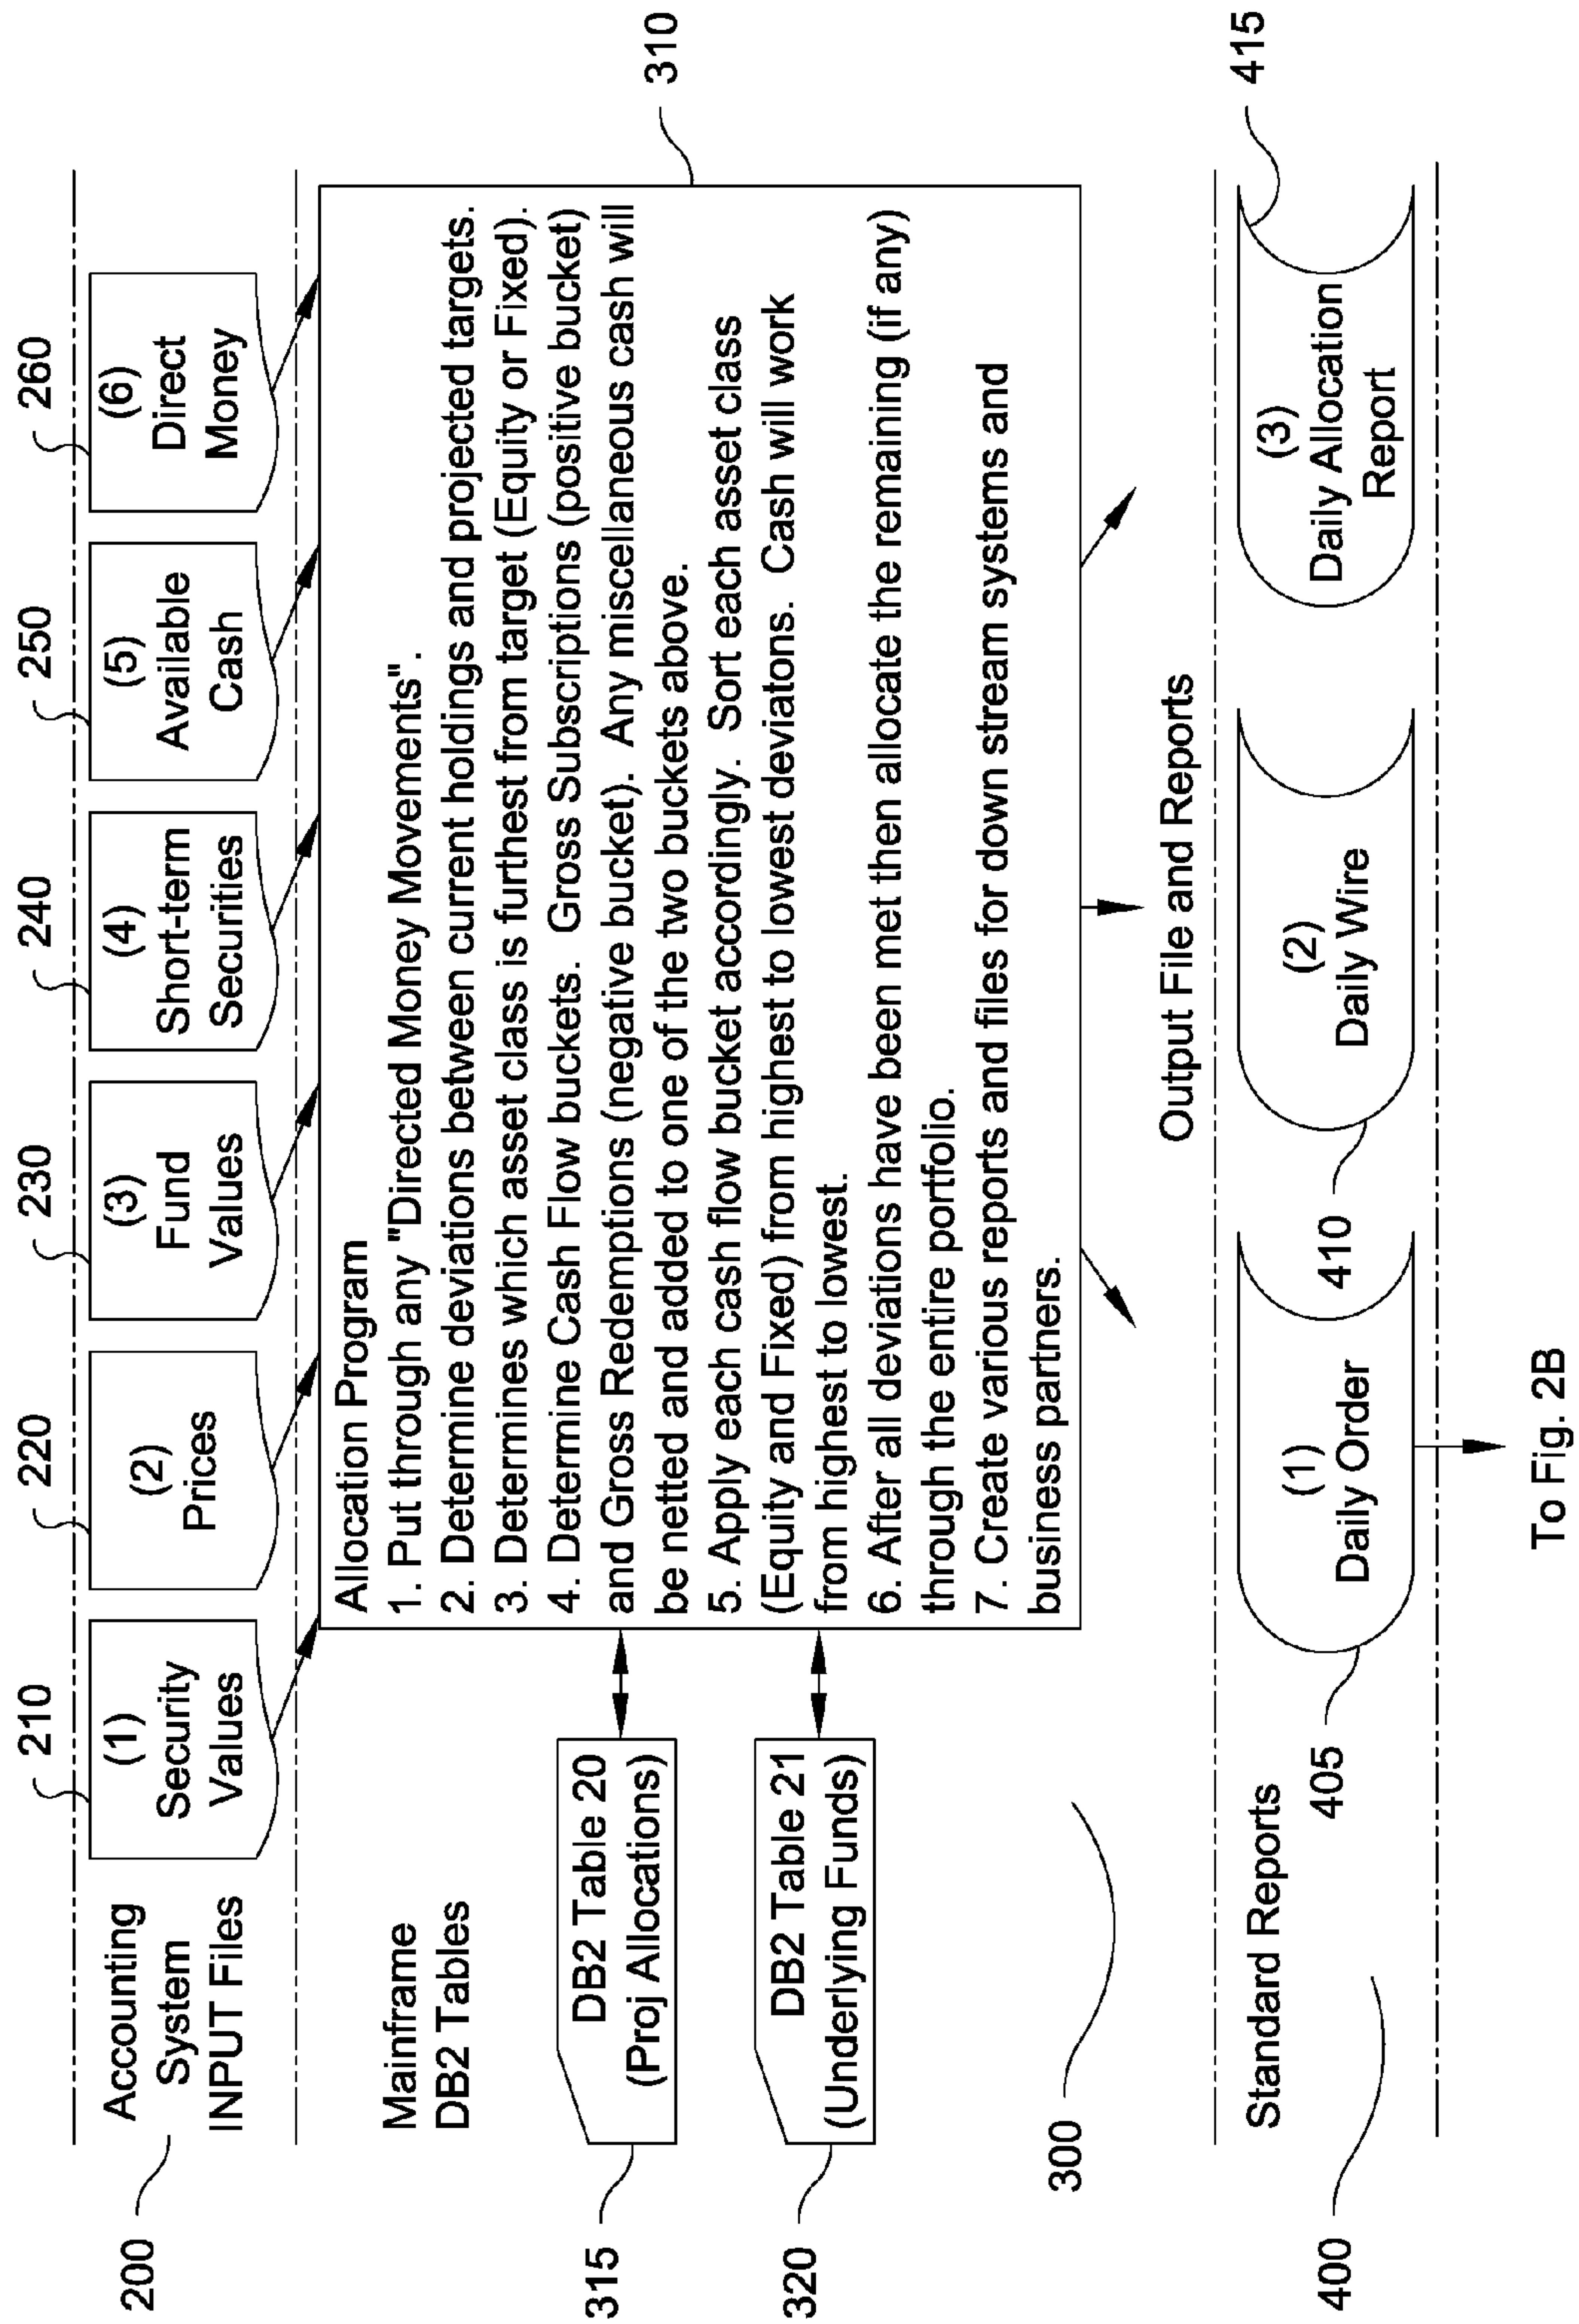 210
220
230
240
250
260
200
Accounting
System
INPUT Files
(1)
Security
Values
(2)
Prices
(3)
Fund
Values
(4)
Short-term
Securities
(5)
Available
Cash
(6)
Direct
Money
Mainframe
DB2 Tables
315
DB2 Table 20
(Proj Allocations)
320
DB2 Table 21
(Underlying Funds)
300
310
Allocation Program
1. Put through any "Directed Money Movements".
2. Determine deviations between current holdings and projected targets.
3. Determines which asset class is furthest from target (Equity or Fixed).
4. Determine Cash Flow buckets. Gross Subscriptions (positive bucket)
and Gross Redemptions (negative bucket). Any miscellaneous cash will
be netted and added to one of the two buckets above.
5. Apply each cash flow bucket accordingly. Sort each asset class
(Equity and Fixed) from highest to lowest deviatons. Cash will work
from highest to lowest.
6. After all deviations have been met then allocate the remaining (if any)
through the entire portfolio.
7. Create various reports and files for down stream systems and
business partners.
Output File and Reports
400
Standard Reports
405
(1)
Daily Order
410
(2)
Daily Wire
415
(3)
Daily Allocation
Report
To Fig. 2B